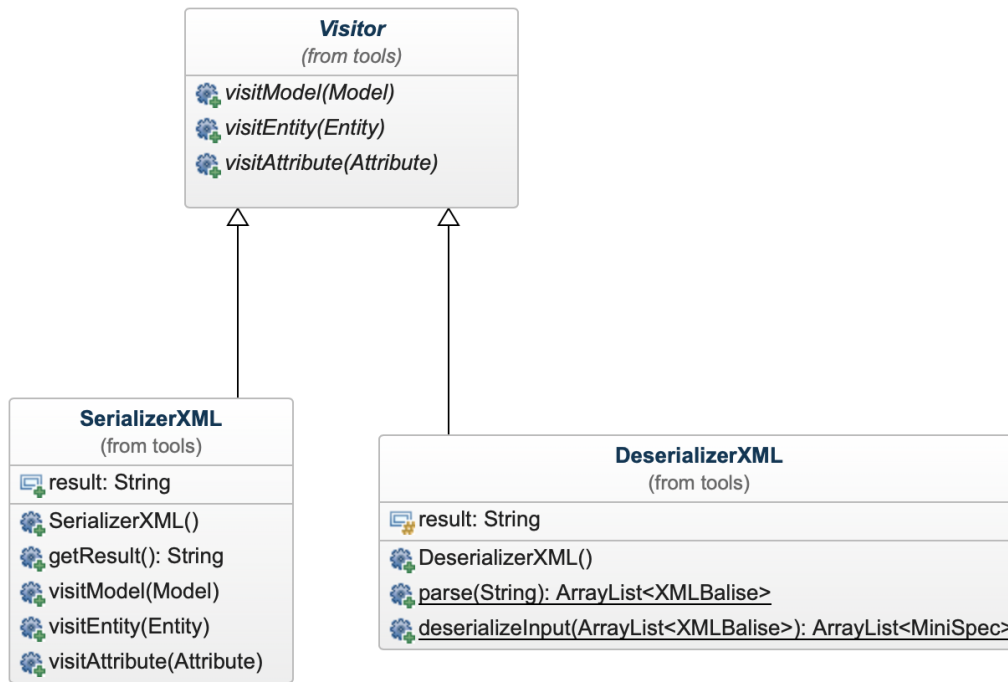 Visitor
(from tools)
visitModel(Model)
visitEntity(Entity)
visitAttribute(Attribute)
SerializerXML
(from tools)
result: String
SerializerXML()
getResult(): String
visitModel(Model)
visitEntity(Entity)
visitAttribute(Attribute)
DeserializerXML
(from tools)
result: String
DeserializerXML()
parse(String): ArrayList<XMLBalise>
deserializeInput(ArrayList<XMLBalise>): ArrayList<MiniSpec>